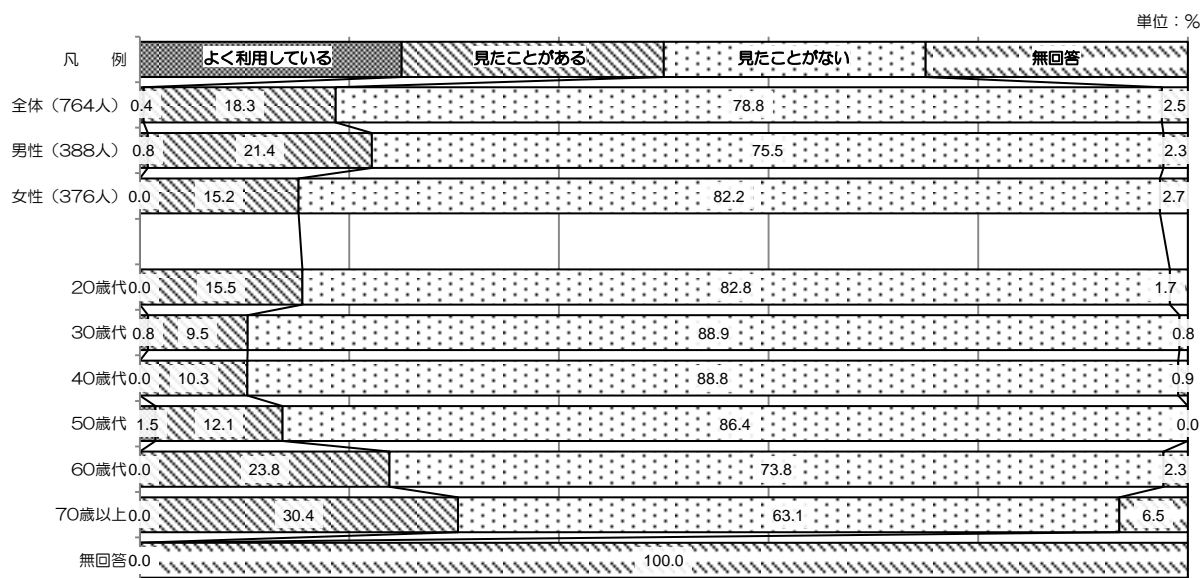 単位：％
凡　例 よく利用している 見たことがある 見たことがない 無回答
全体（764人） 0.4 18.3 78.8 2.5
男性（388人） 0.8 21.4 75.5 2.3
女性（376人） 0.0 15.2 82.2 2.7
20歳代 0.0 15.5 82.8 1.7
30歳代 0.8 9.5 88.9 0.8
40歳代 0.0 10.3 88.8 0.9
50歳代 1.5 12.1 86.4 0.0
60歳代 0.0 23.8 73.8 2.3
70歳以上 0.0 30.4 63.1 6.5
無回答 0.0 100.0